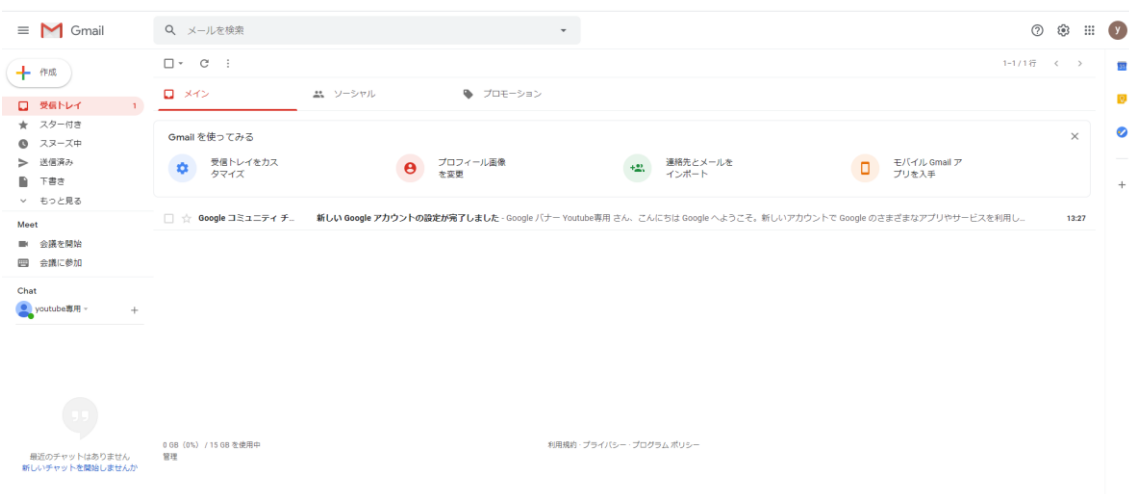 Gmail
メールを検索
y
作成
1-1 / 1 行
メイン
ソーシャル
プロモーション
受信トレイ 1
スター付き
スヌーズ中
送信済み
下書き
もっと見る
Gmail を使ってみる
受信トレイをカス
タマイズ
プロフィール画像
を変更
連絡先とメールを
インポート
モバイル Gmail ア
プリを入手
Google コミュニティ チ... 新しい Google アカウントの設定が完了しました - Google バナー Youtube専用 さん、こんにちは Google へようこそ。新しいアカウントで Google のさまざまなアプリやサービスを利用し... 13:27
Meet
会議を開始
会議に参加
Chat
youtube専用
最近のチャットはありません
新しいチャットを開始しませんか
0 GB（0%） / 15 GB を使用中
管理
利用規約 · プライバシー · プログラム ポリシー